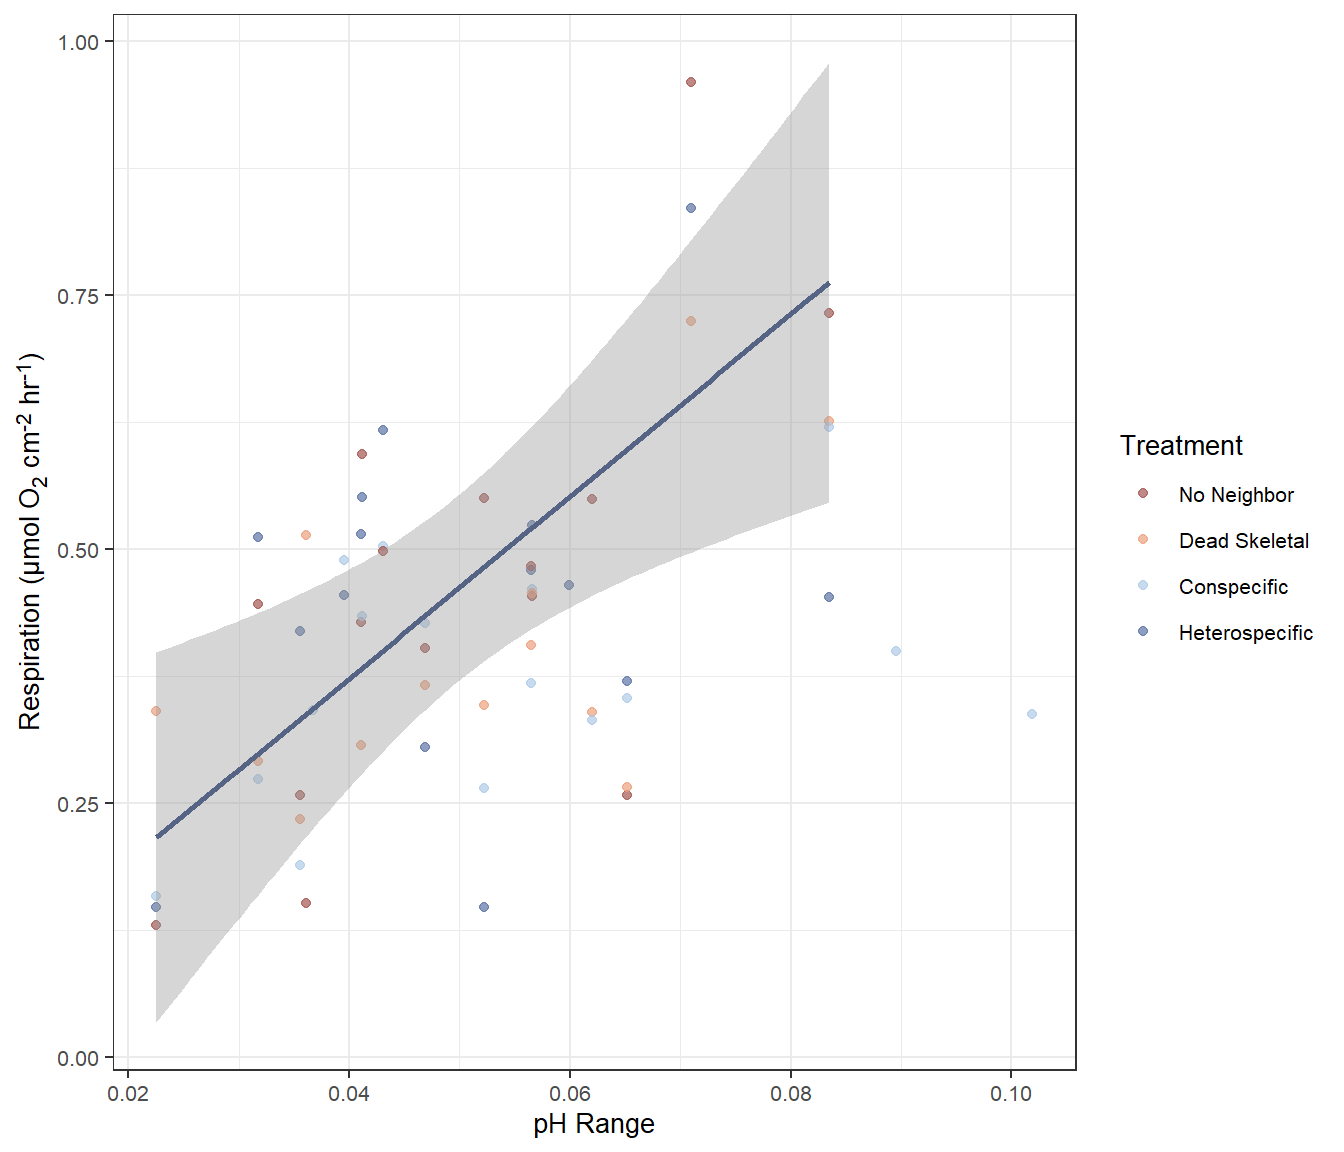 1.00
0.75
0.50
0.25
0.00
Respiration (µmol O₂ cm⁻² hr⁻¹)
0.02 0.04 0.06 0.08 0.10
pH Range
Treatment
No Neighbor
Dead Skeletal
Conspecific
Heterospecific